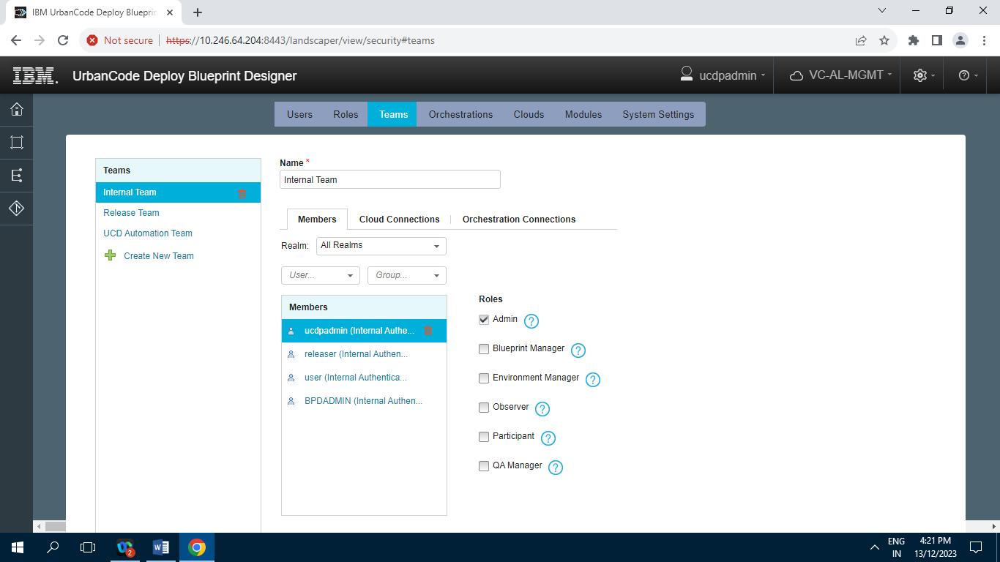 IBM UrbanCode Deploy Blueprin
Not secure https://10.246.64.204:8443/landscaper/view/security#teams
IBM. UrbanCode Deploy Blueprint Designer
ucdpadmin
VC-AL-MGMT
Users Roles Teams Orchestrations Clouds Modules System Settings
Teams
Internal Team
Release Team
UCD Automation Team
Create New Team
Name *
Internal Team
Members Cloud Connections Orchestration Connections
Realm: All Realms
User... Group...
Members
ucdpadmin (Internal Authe...
releaser (Internal Authen...
user (Internal Authentica...
BPDADMIN (Internal Authen...
Roles
Admin ?
Blueprint Manager ?
Environment Manager ?
Observer ?
Participant ?
QA Manager ?
2
ENG
IN
4:21 PM
13/12/2023